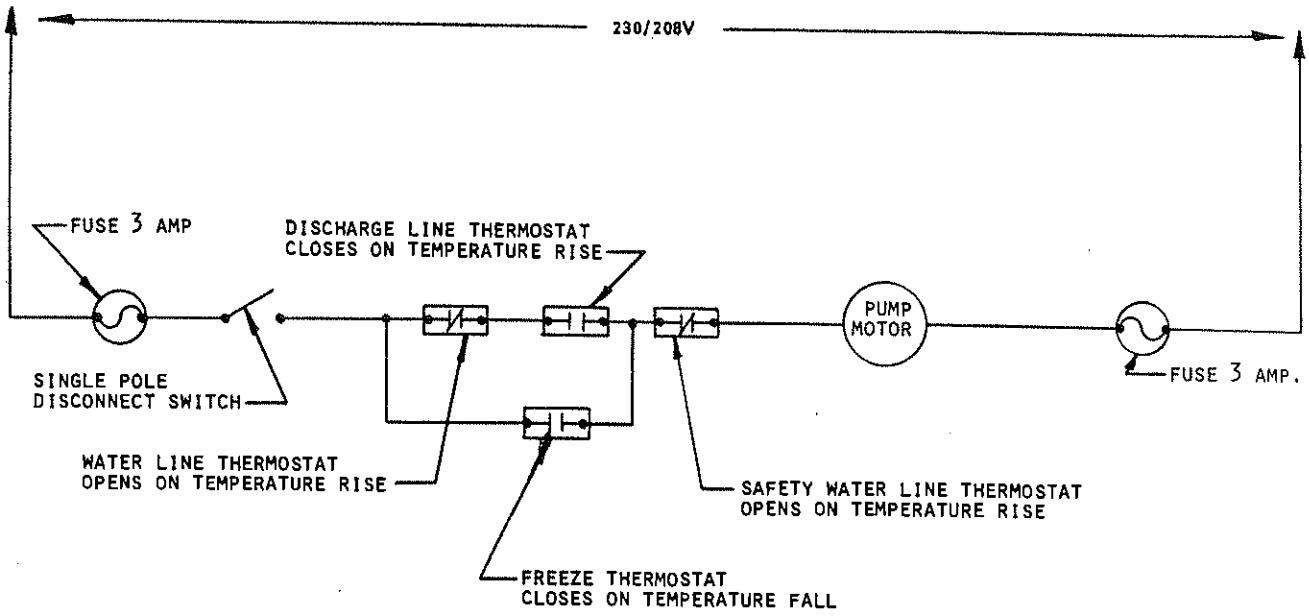 230/208V
FUSE 3 AMP
DISCHARGE LINE THERMOSTAT
CLOSES ON TEMPERATURE RISE
PUMP
MOTOR
SINGLE POLE
DISCONNECT SWITCH
FUSE 3 AMP.
WATER LINE THERMOSTAT
OPENS ON TEMPERATURE RISE
SAFETY WATER LINE THERMOSTAT
OPENS ON TEMPERATURE RISE
FREEZE THERMOSTAT
CLOSES ON TEMPERATURE FALL